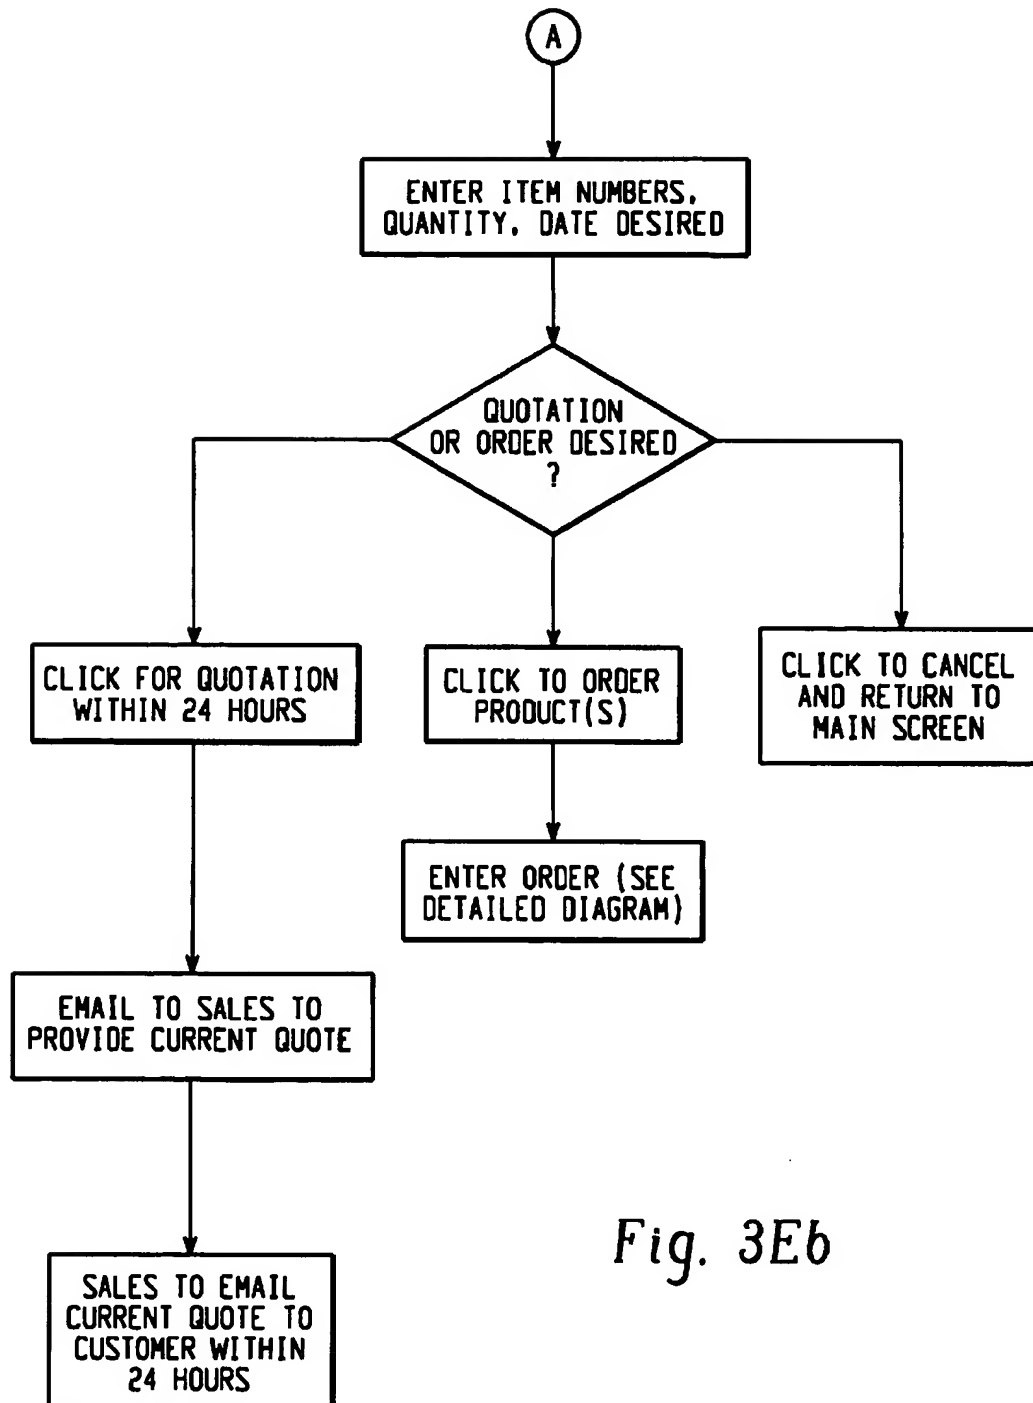 A
ENTER ITEM NUMBERS,
QUANTITY, DATE DESIRED
QUOTATION
OR ORDER DESIRED
?
CLICK FOR QUOTATION
WITHIN 24 HOURS
CLICK TO ORDER
PRODUCT(S)
CLICK TO CANCEL
AND RETURN TO
MAIN SCREEN
ENTER ORDER (SEE
DETAILED DIAGRAM)
EMAIL TO SALES TO
PROVIDE CURRENT QUOTE
SALES TO EMAIL
CURRENT QUOTE TO
CUSTOMER WITHIN
24 HOURS
Fig. 3Eb